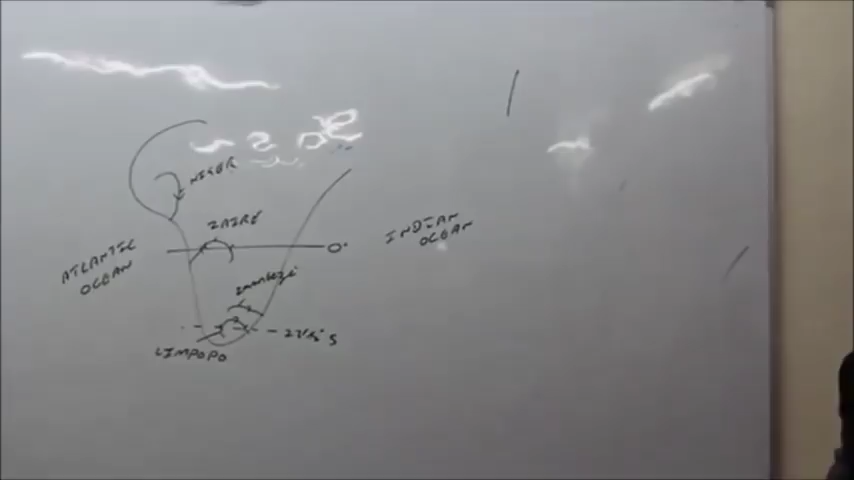 NIGER
ZAIRE
INDIAN
OCEAN
ATLANTIC
OCEAN
0°
ZAMBEZI
23½° S
LIMPOPO